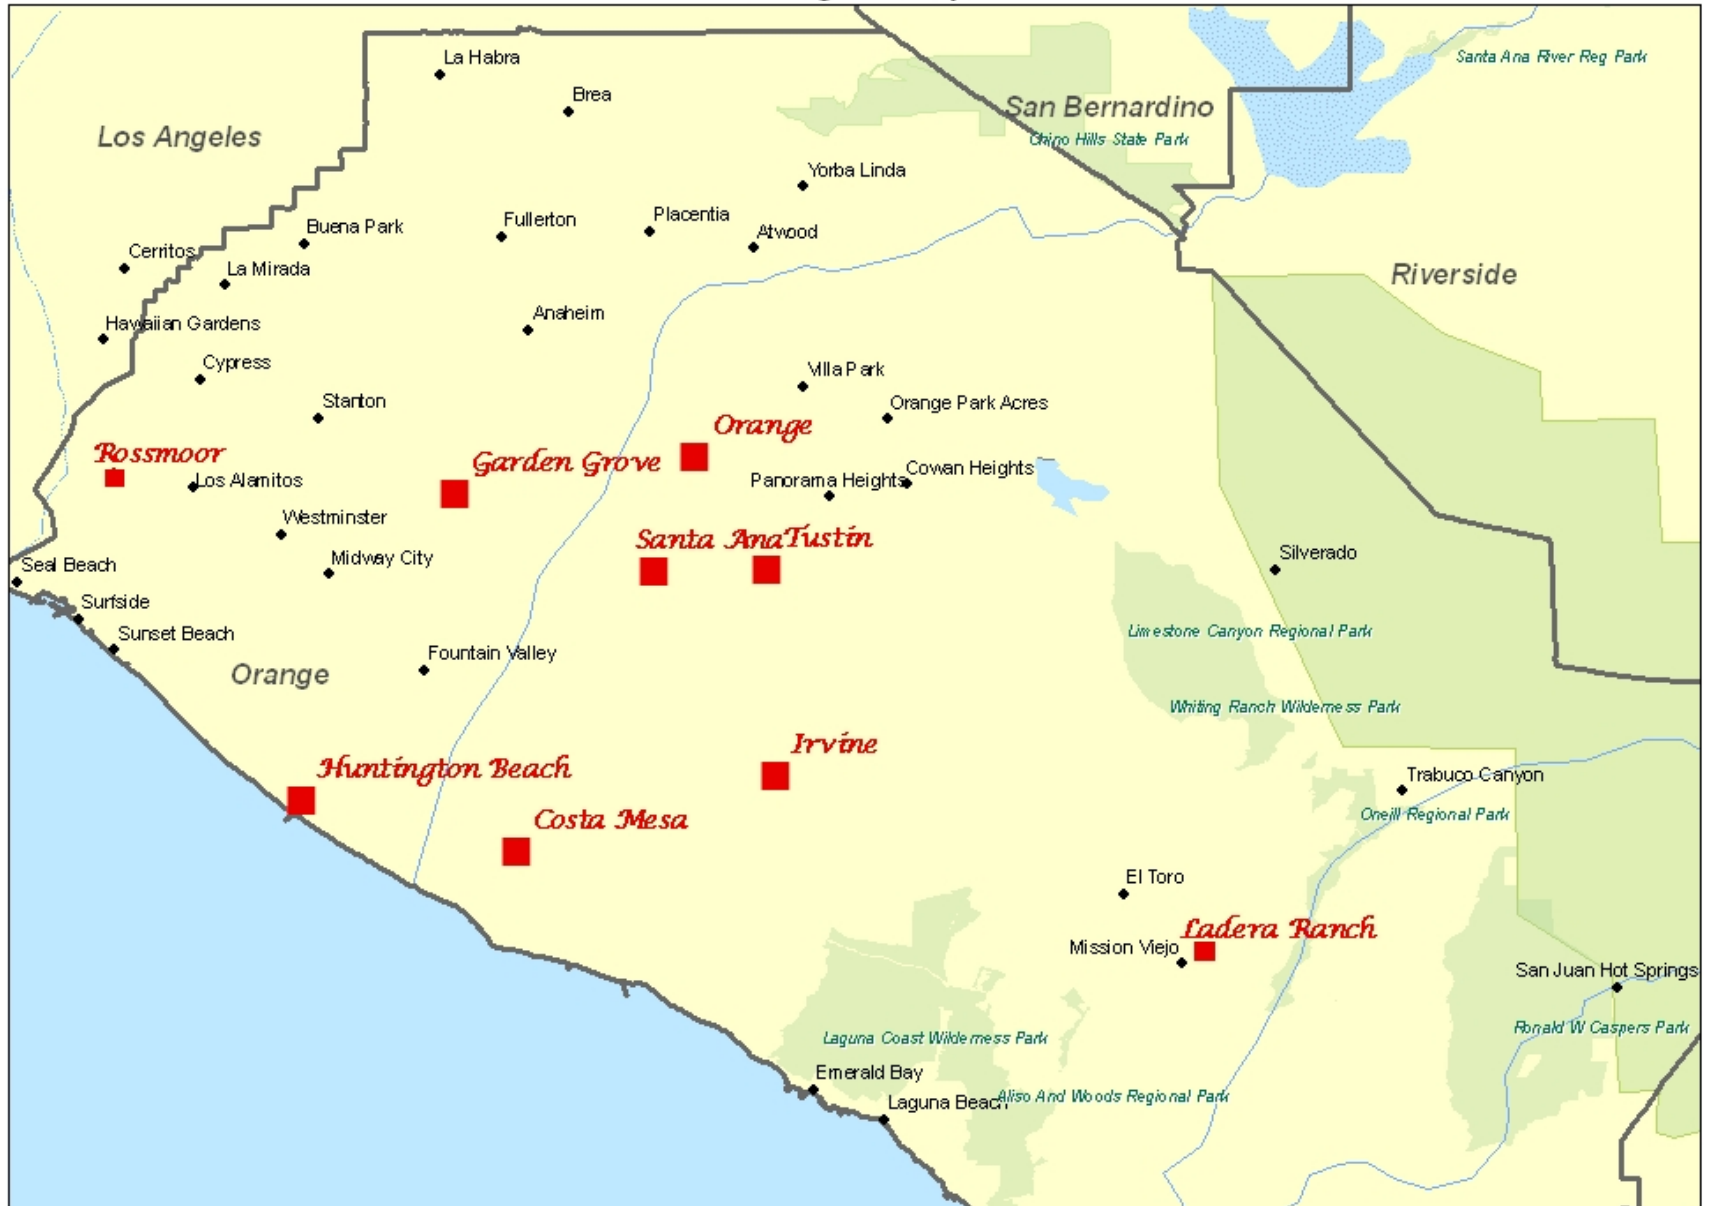 La Habra
Santa Ana River Reg Park
Brea
San Bernardino
Los Angeles
Chino Hills State Park
Yorba Linda
Placentia
Fullerton
Buena Park
Atwood
Cerritos
La Mirada
Riverside
Anaheim
Hawaiian Gardens
Cypress
Villa Park
Stanton
Orange Park Acres
Orange
Rossmoor
Garden Grove
Cowan Heights
Los Alamitos
Panorama Heights
Westminster
Santa Ana
Tustin
Silverado
Midway City
Seal Beach
Surfside
Limestone Canyon Regional Park
Sunset Beach
Fountain Valley
Orange
Whiting Ranch Wilderness Park
Irvine
Huntington Beach
Trabuco Canyon
Oneill Regional Park
Costa Mesa
El Toro
Ladera Ranch
Mission Viejo
San Juan Hot Springs
Ronald W Caspers Park
Laguna Coast Wilderness Park
Emerald Bay
Aliso And Woods Regional Park
Laguna Beach